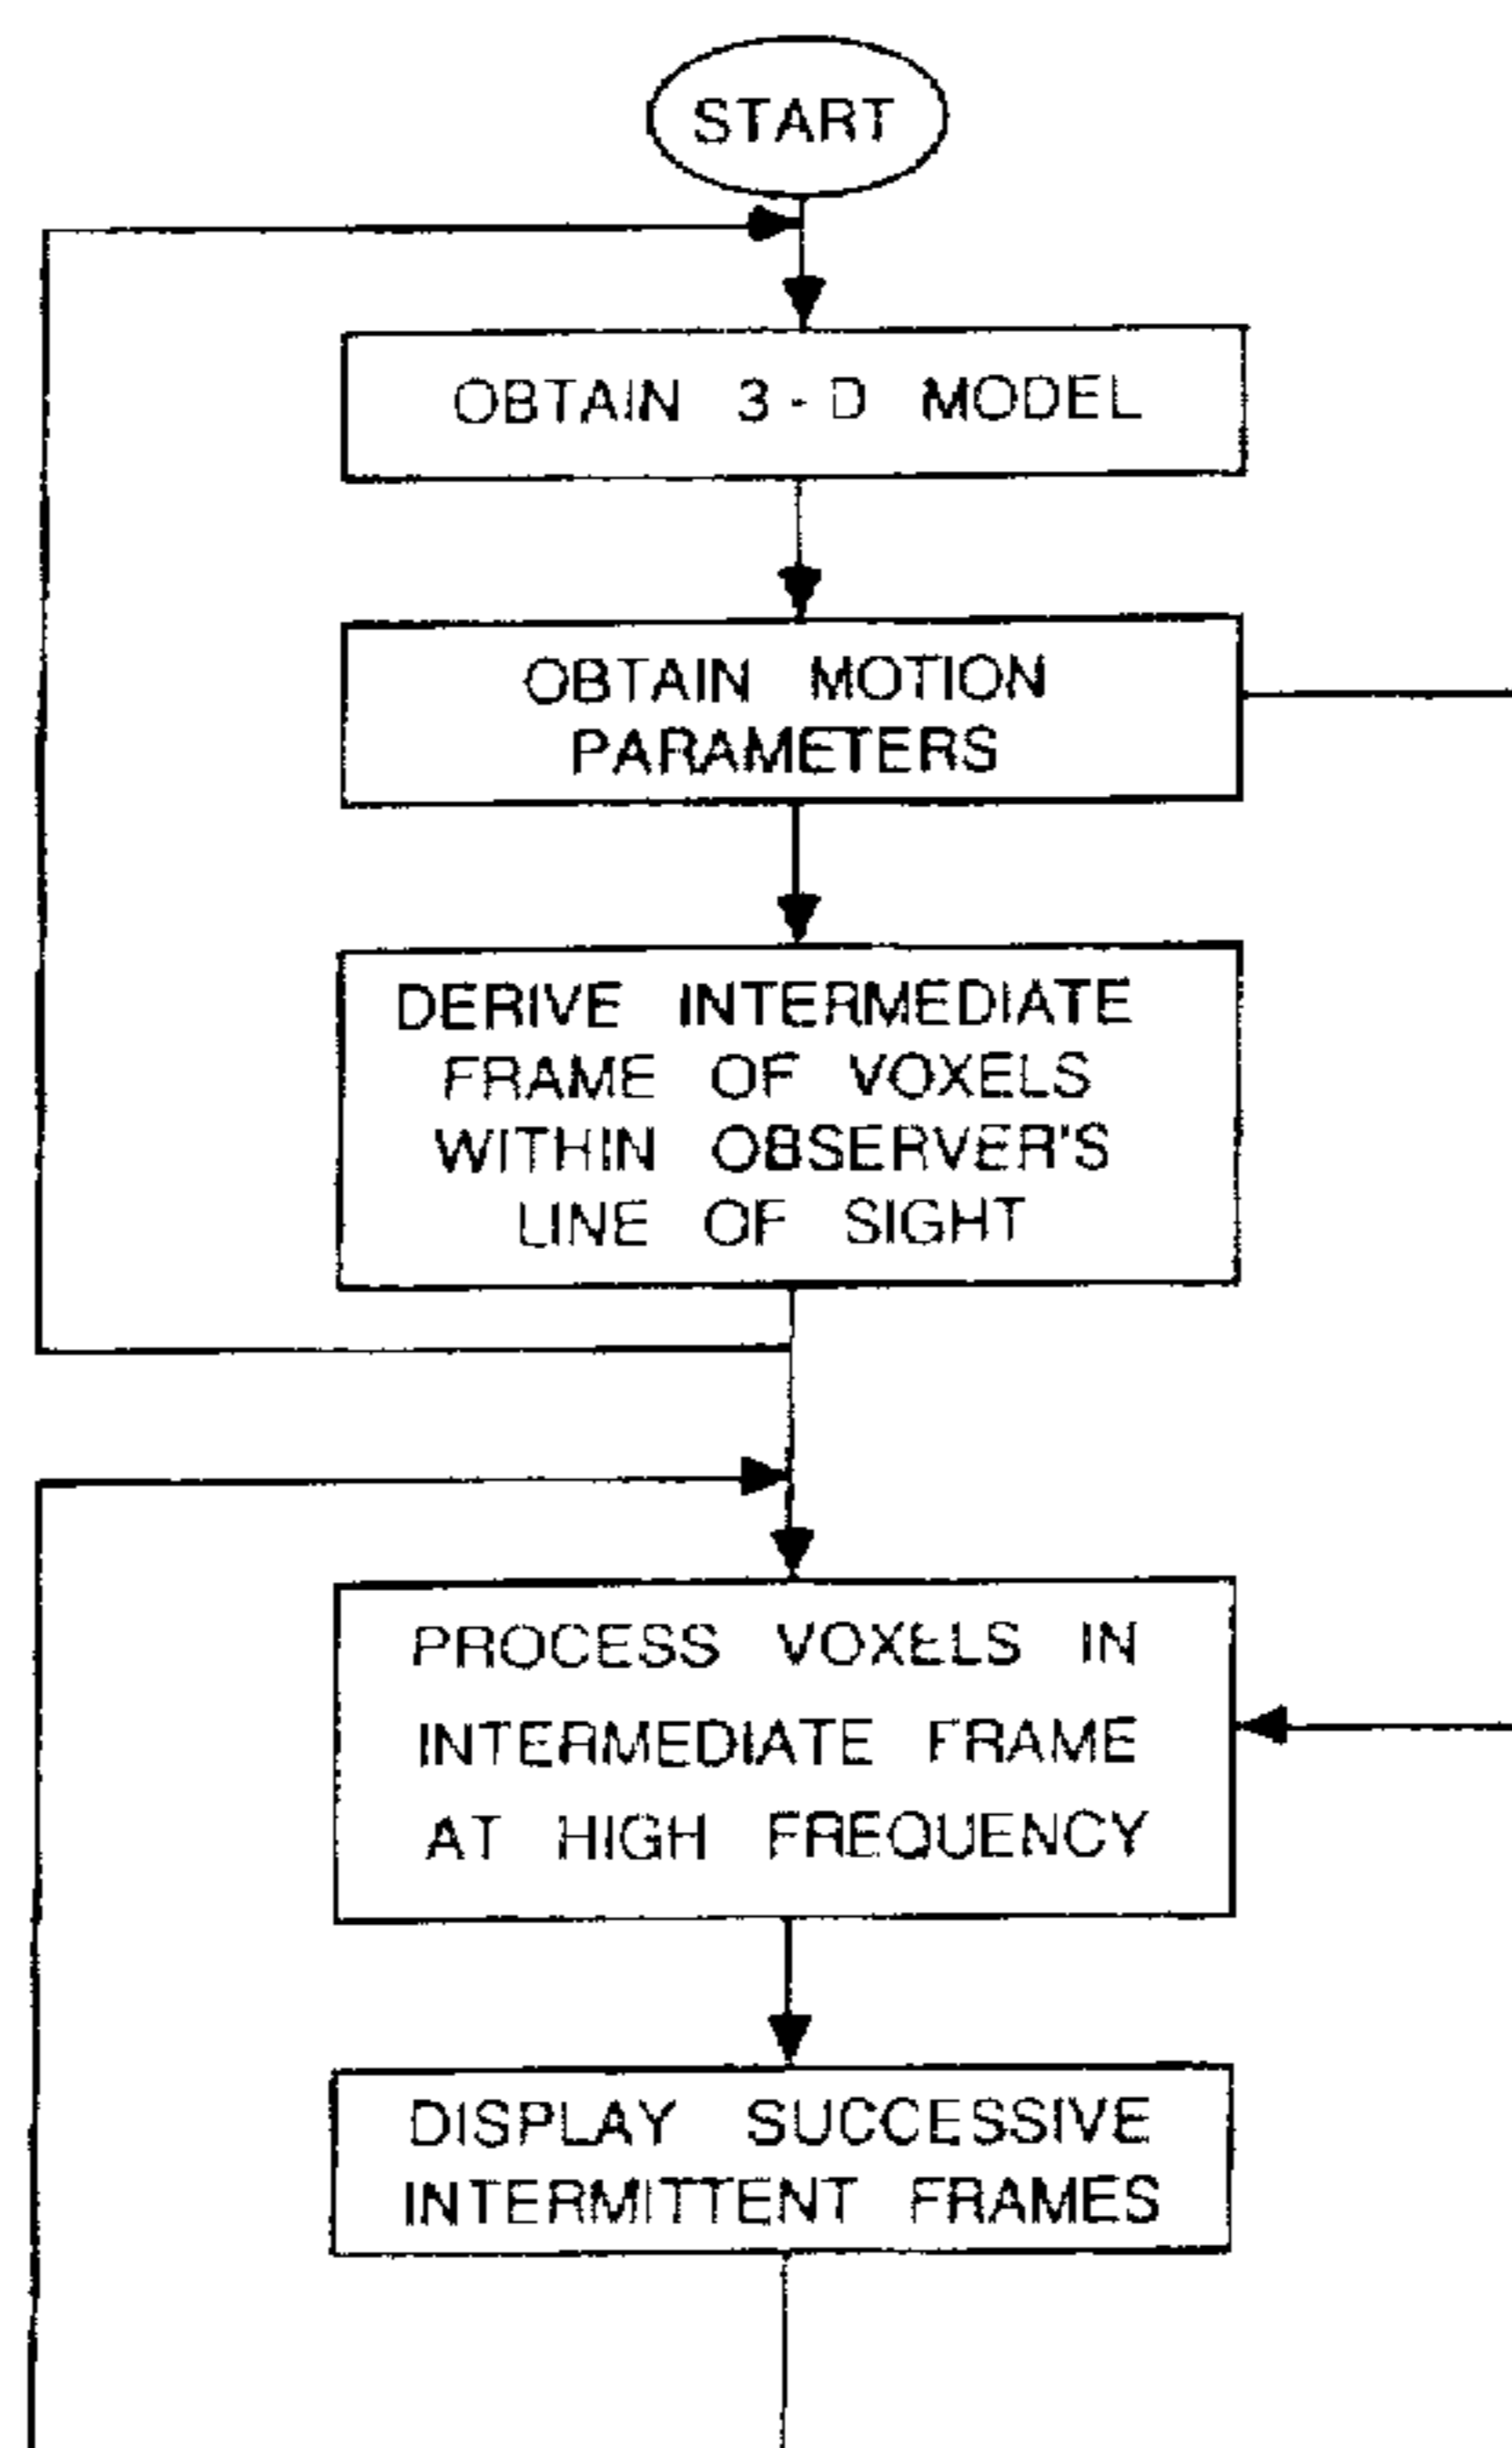 START
OBTAIN 3-D MODEL
OBTAIN MOTION
PARAMETERS
DERIVE INTERMEDIATE
FRAME OF VOXELS
WITHIN OBSERVER'S
LINE OF SIGHT
PROCESS VOXELS IN
INTERMEDIATE FRAME
AT HIGH FREQUENCY
DISPLAY SUCCESSIVE
INTERMITTENT FRAMES